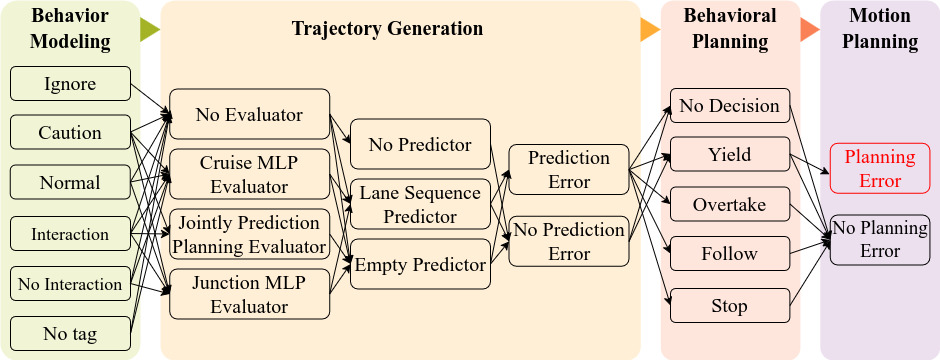 Behavior
Modeling
Trajectory Generation
Behavioral
Planning
Motion
Planning
Ignore
Caution
Normal
Interaction
No Interaction
No tag
No Evaluator
Cruise MLP
Evaluator
Jointly Prediction
Planning Evaluator
Junction MLP
Evaluator
No Predictor
Lane Sequence
Predictor
Empty Predictor
Prediction
Error
No Prediction
Error
No Decision
Yield
Overtake
Follow
Stop
Planning
Error
No Planning
Error